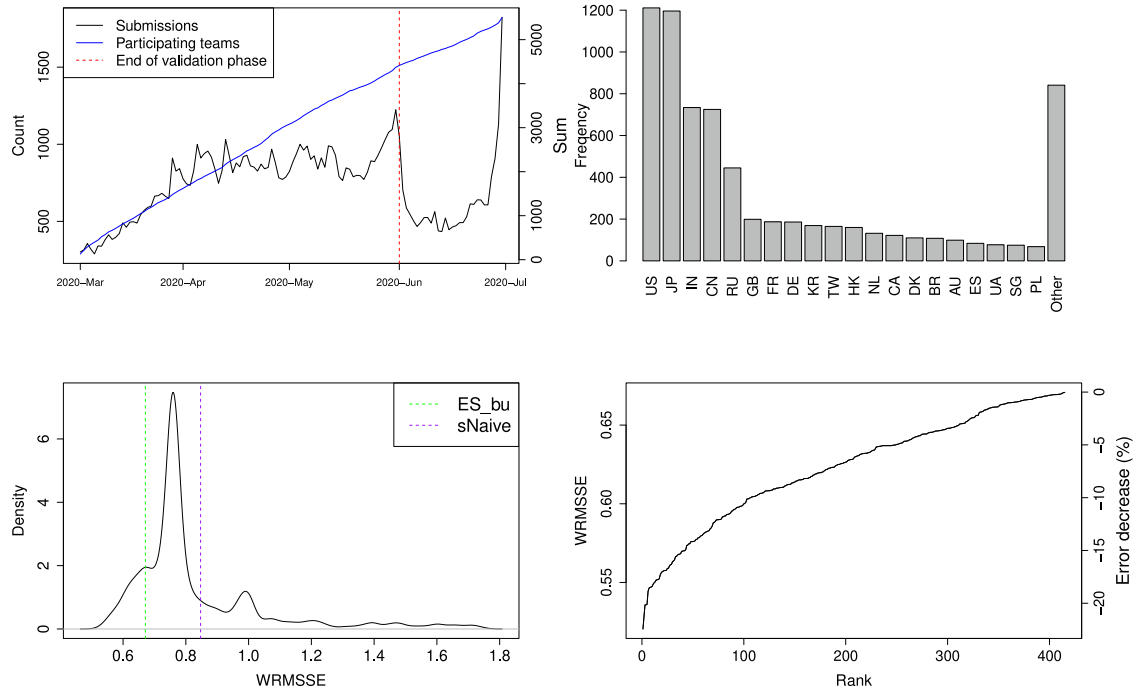 Submissions
Participating teams
End of validation phase
Count
500
1000
1500
0
1000
3000
5000
Sum
2020–Mar
2020–Apr
2020–May
2020–Jun
2020–Jul
Freqency
0
200
400
600
800
1000
1200
US
JP
IN
CN
RU
GB
FR
DE
KR
TW
HK
NL
CA
DK
BR
AU
ES
UA
SG
PL
Other
ES_bu
sNaive
Density
0
2
4
6
0.6
0.8
1.0
1.2
1.4
1.6
1.8
WRMSSE
WRMSSE
0.55
0.60
0.65
0
−5
−10
−15
−20
Error decrease (%)
0
100
200
300
400
Rank